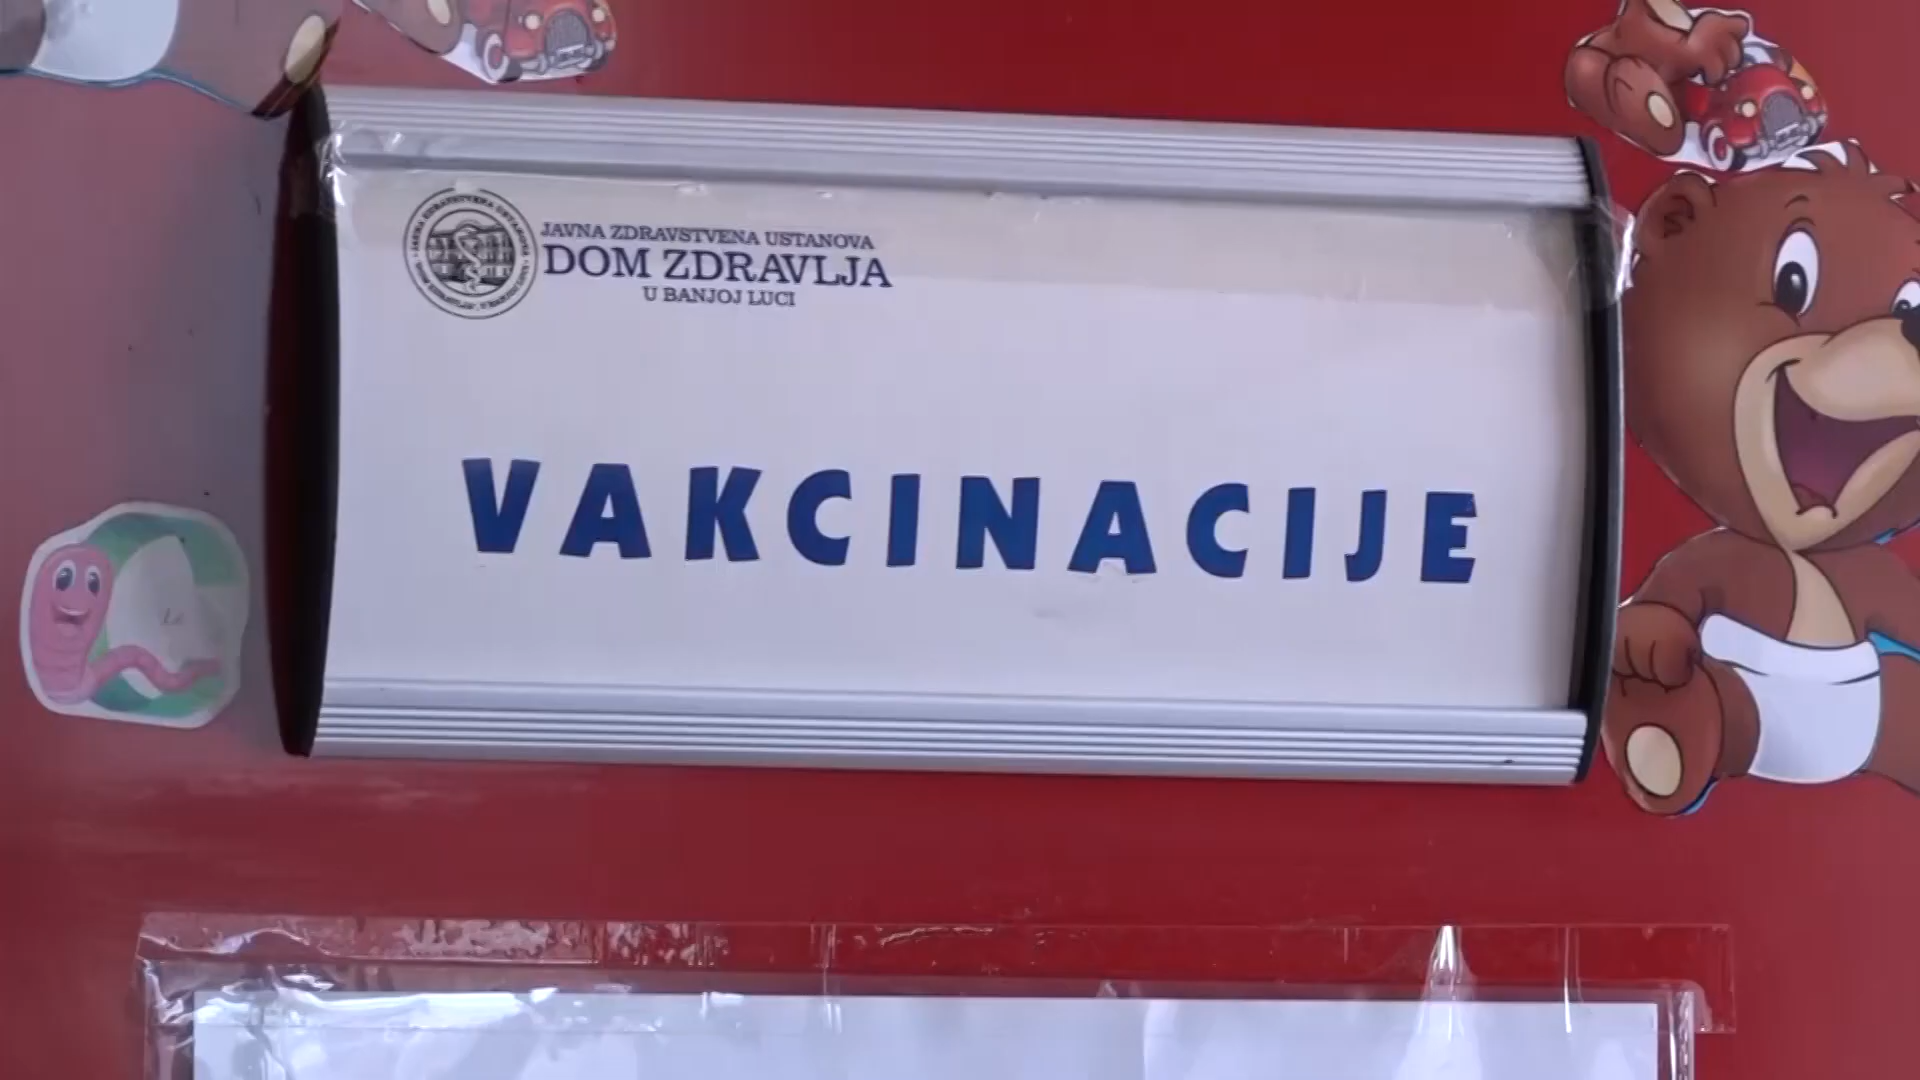 JAVNA ZDRAVSTVENA USTANOVA
DOM ZDRAVLJA
U BANJOJ LUCI
VAKCINACIJE